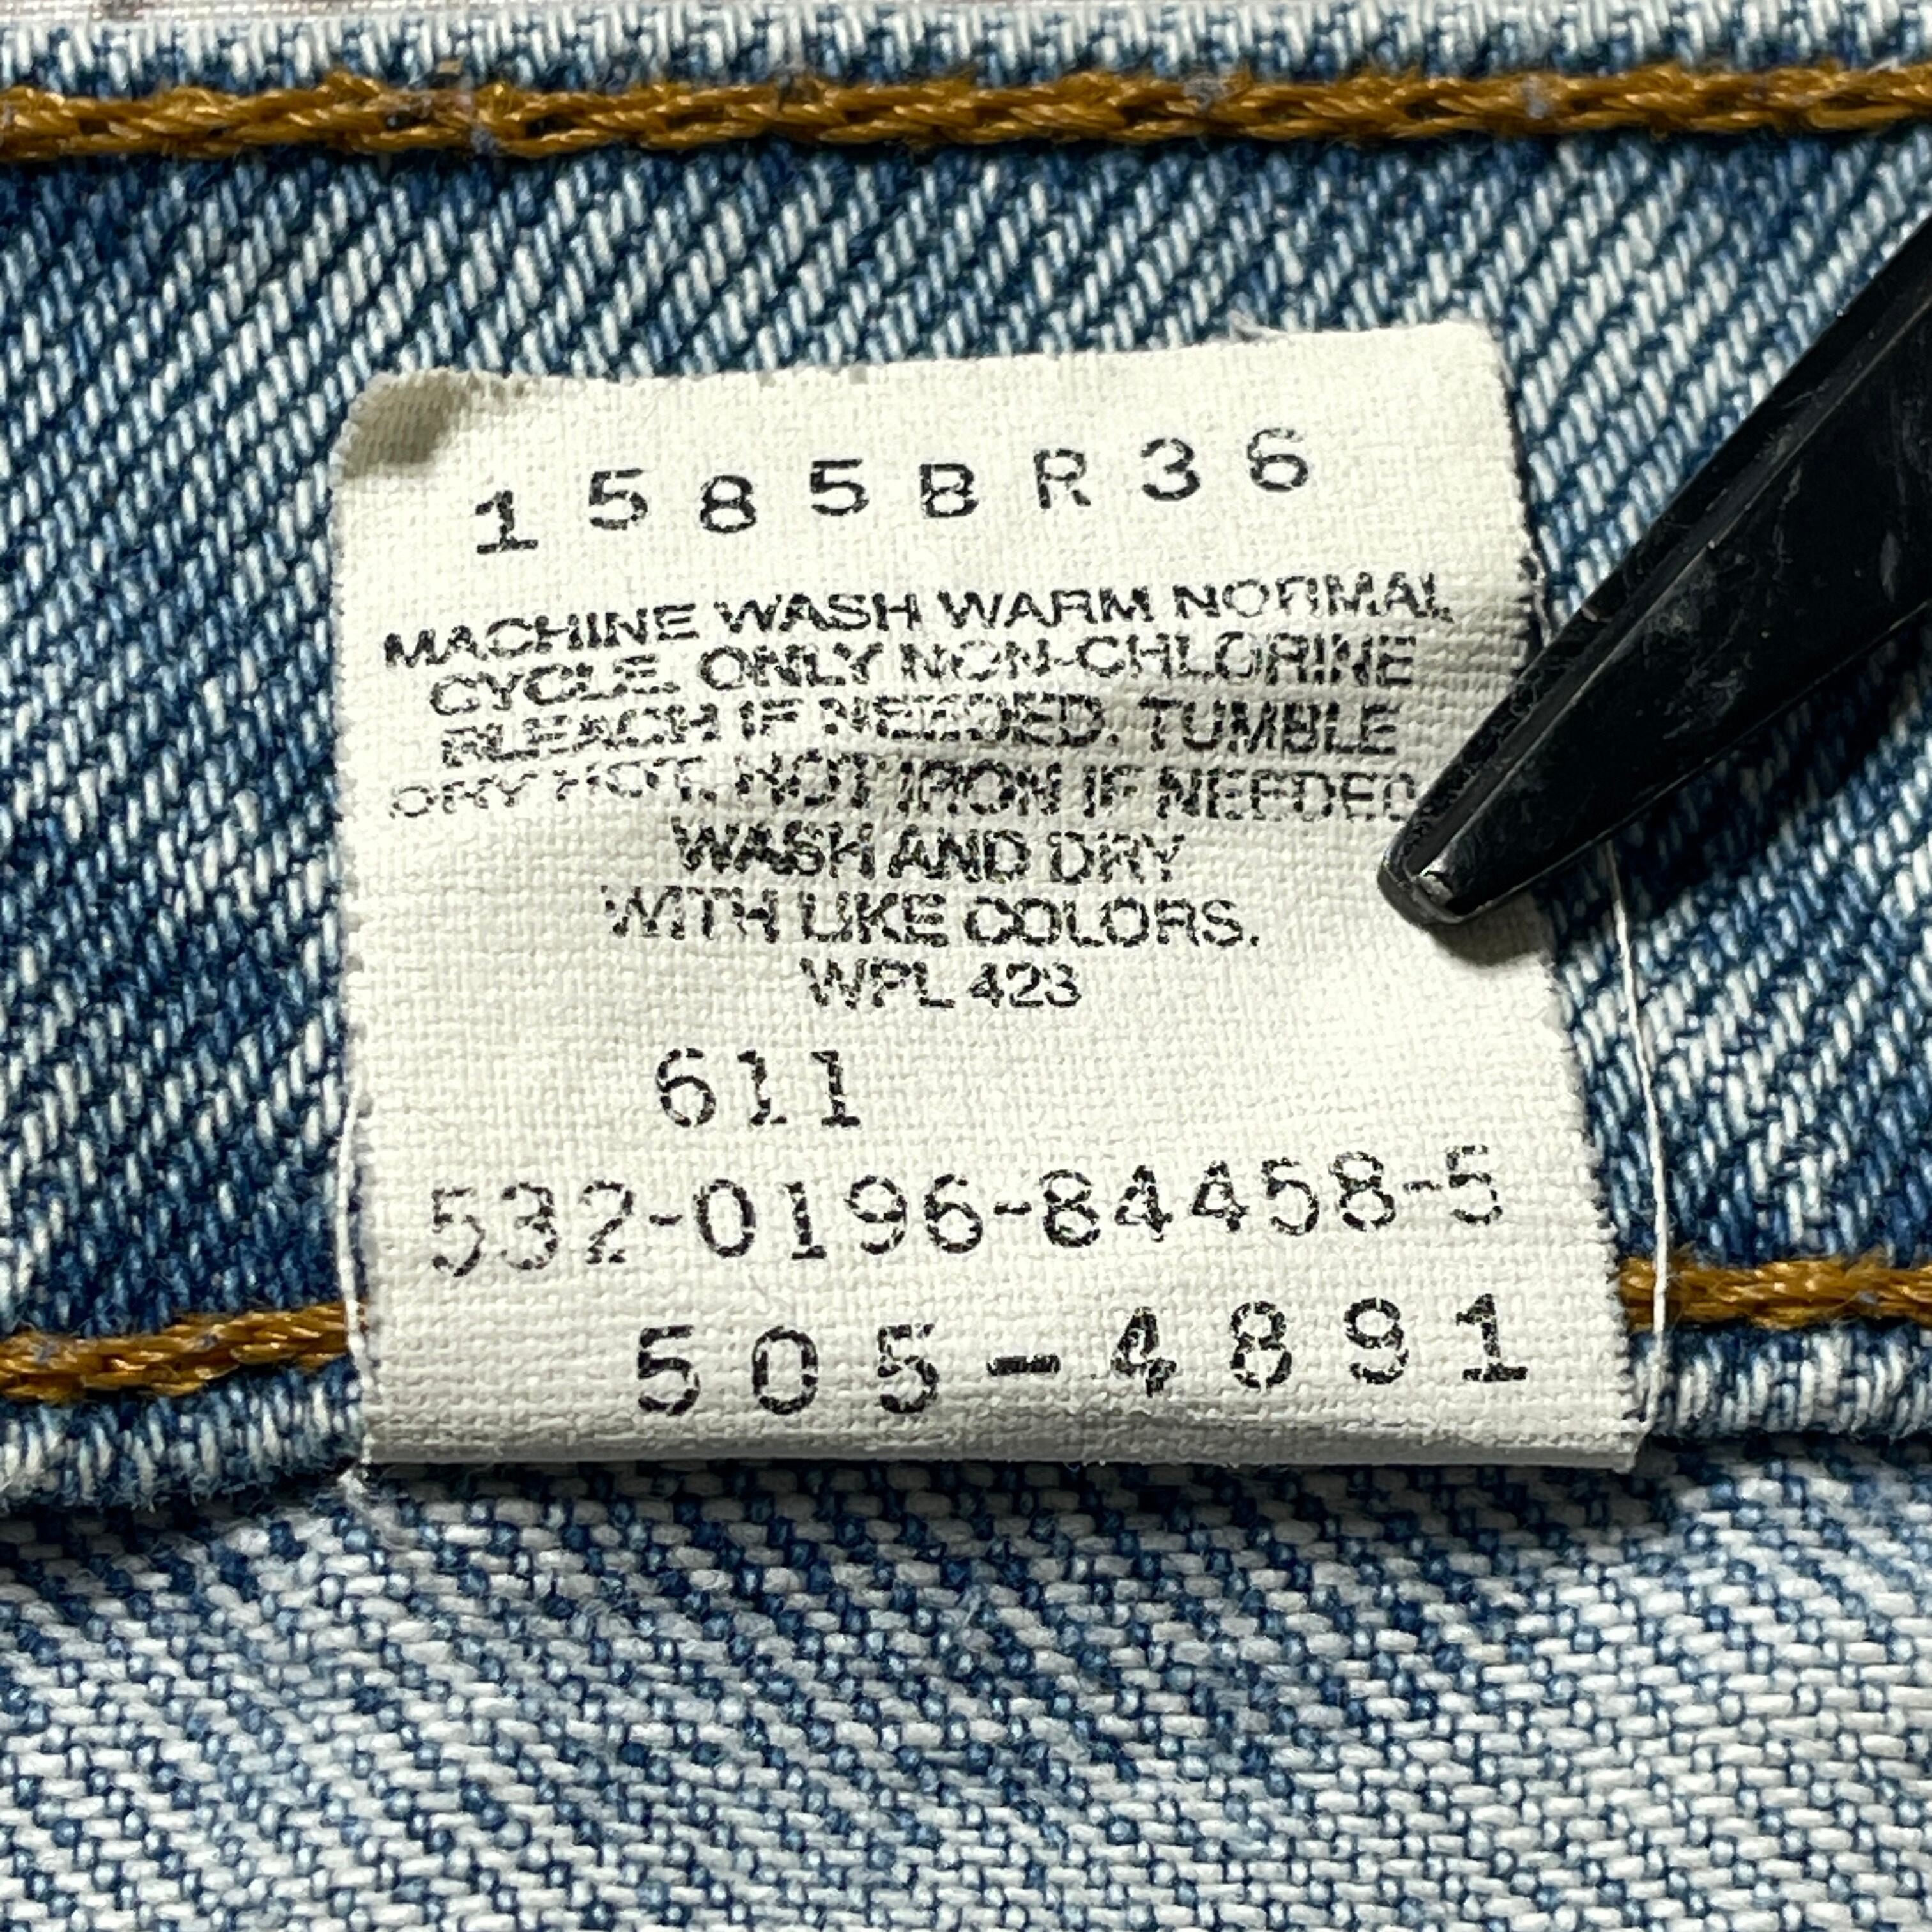 1585BR36
MACHINE WASH WARM NORMAL
CYCLE. ONLY NON-CHLORINE
BLEACH IF NEEDED. TUMBLE
DRY HOT. HOT IRON IF NEEDED
WASH AND DRY
WITH LIKE COLORS.
WPL 423
611
532-0196-84458-5
505-4891